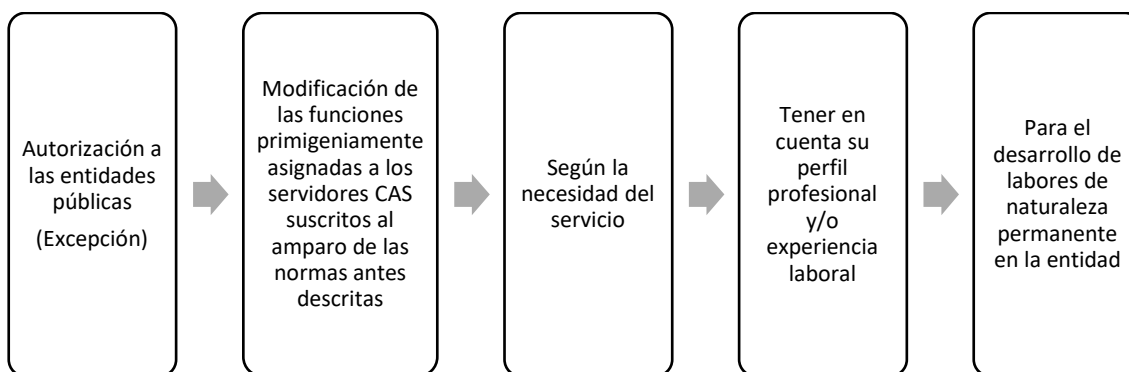 Autorización a
las entidades
públicas
(Excepción)
Modificación de
las funciones
primigeniamente
asignadas a los
servidores CAS
suscritos al
amparo de las
normas antes
descritas
Según la
necesidad del
servicio
Tener en
cuenta su
perfil
profesional
y/o
experiencia
laboral
Para el
desarrollo de
labores de
naturaleza
permanente
en la entidad